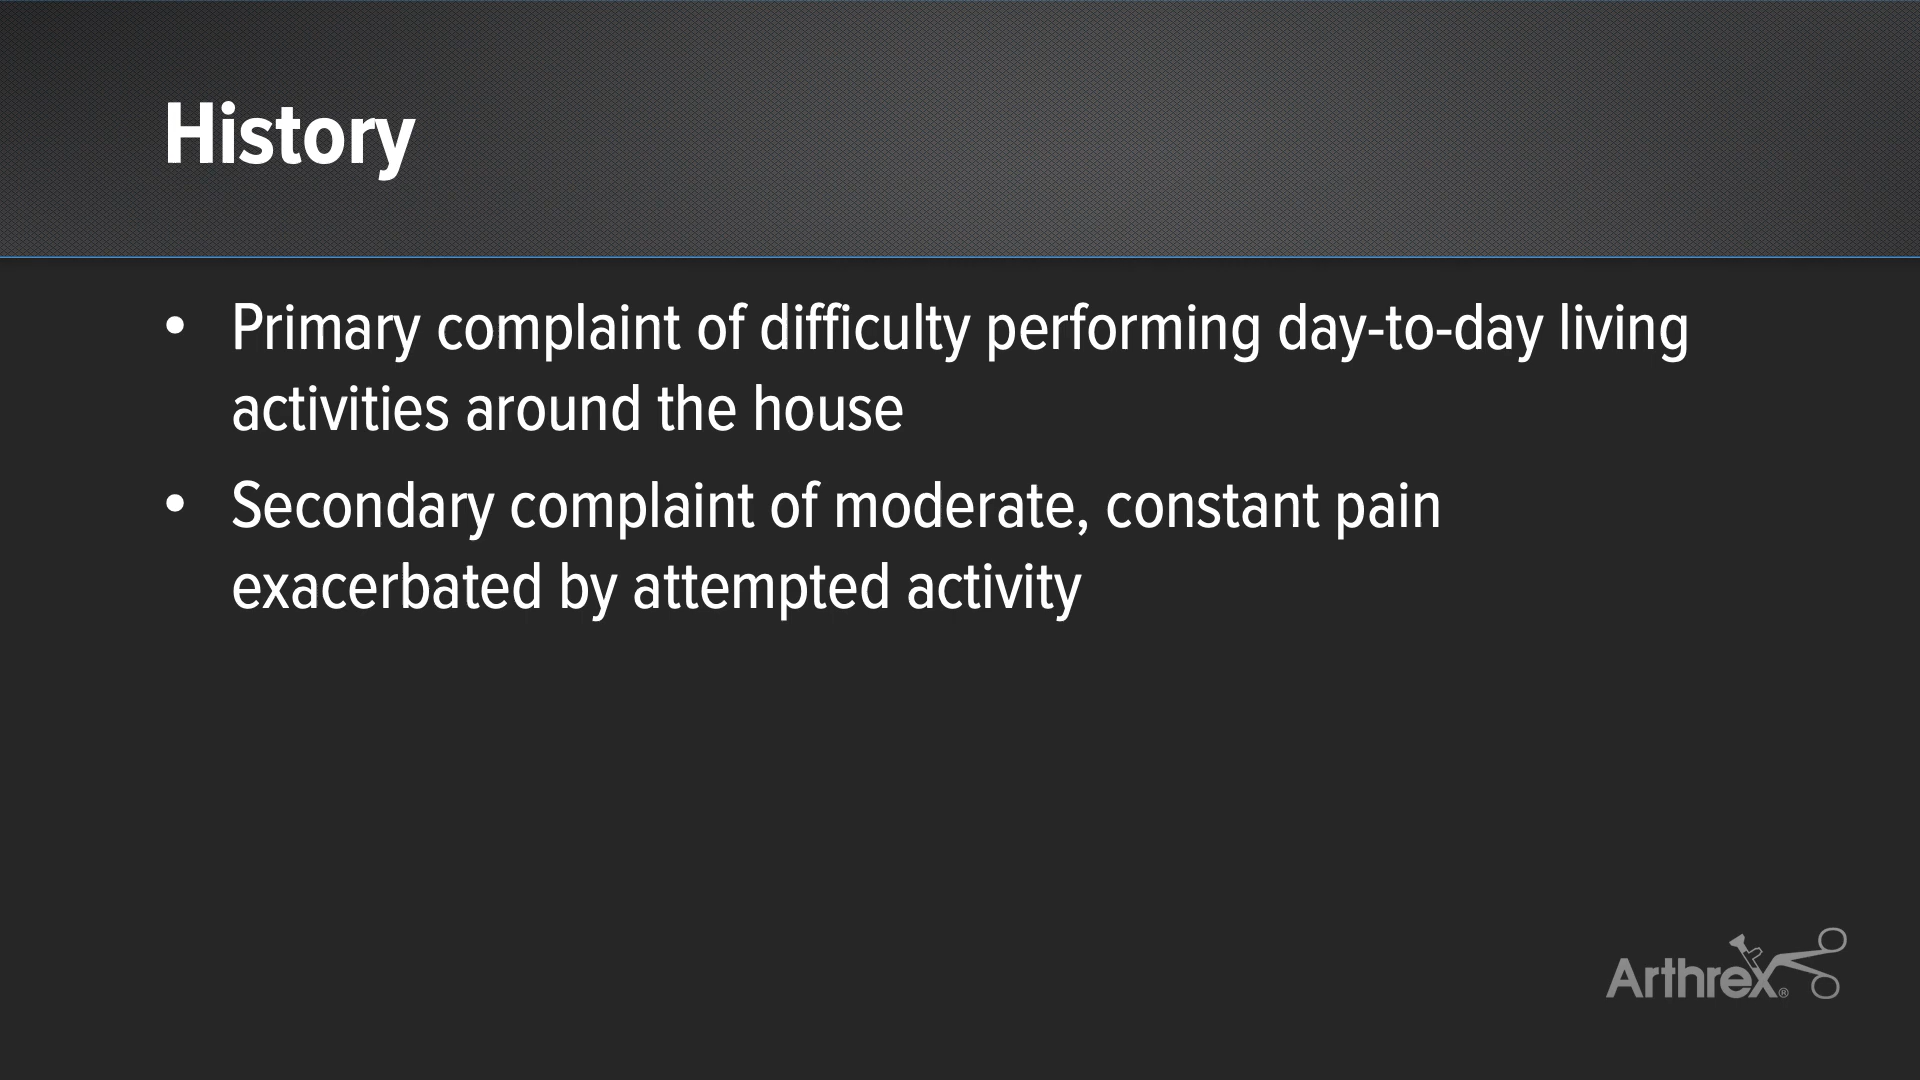 History
• Primary complaint of difficulty performing day-to-day living
activities around the house
• Secondary complaint of moderate, constant pain
exacerbated by attempted activity
Arthrex®